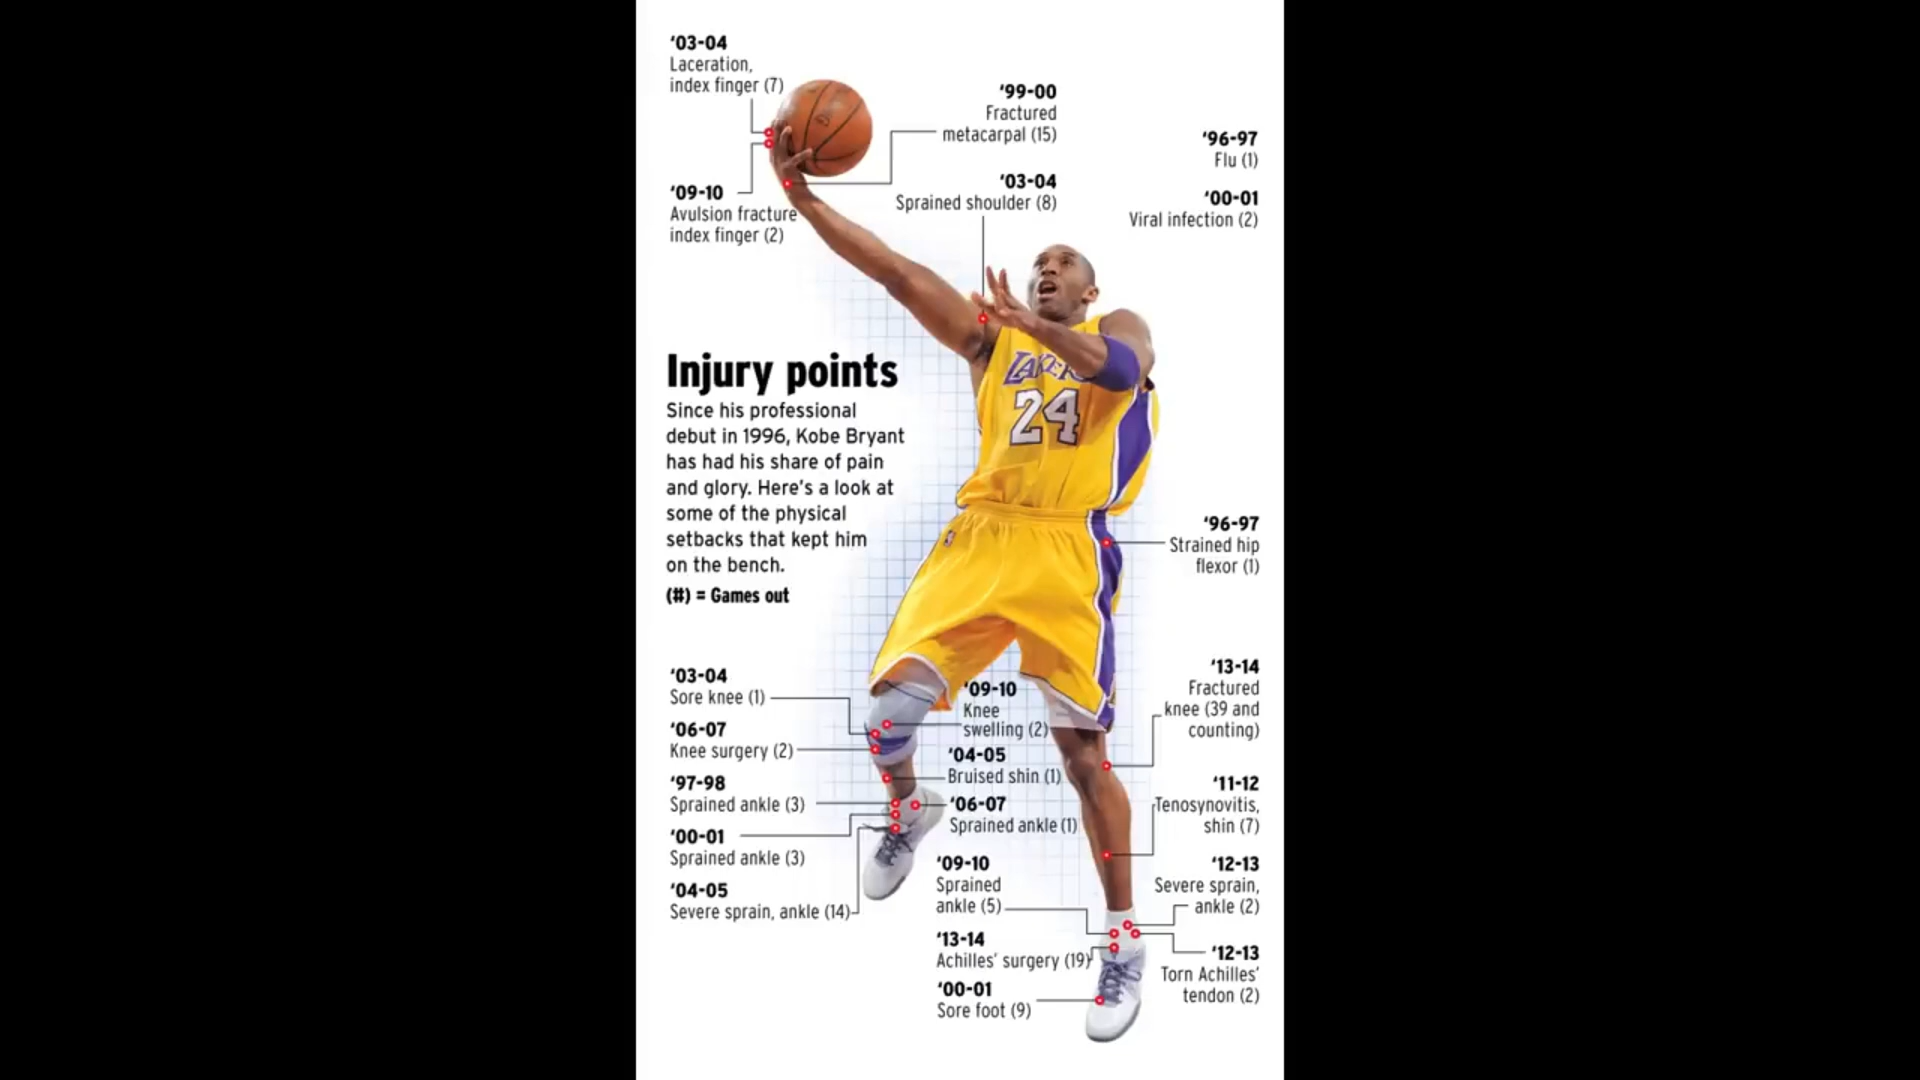 '03-04
Laceration,
index finger (7)
'99-00
Fractured
metacarpal (15)
'96-97
Flu (1)
'03-04
Sprained shoulder (8)
'09-10
Avulsion fracture
index finger (2)
'00-01
Viral infection (2)
LAKERS
24
Injury points
Since his professional
debut in 1996, Kobe Bryant
has had his share of pain
and glory. Here's a look at
some of the physical
setbacks that kept him
on the bench.
(#) = Games out
'96-97
Strained hip
flexor (1)
'03-04
Sore knee (1)
'06-07
Knee surgery (2)
'97-98
Sprained ankle (3)
'00-01
Sprained ankle (3)
'04-05
Severe sprain, ankle (14)
'09-10
Knee
swelling (2)
'04-05
Bruised shin (1)
'06-07
Sprained ankle (1)
'09-10
Sprained
ankle (5)
'13-14
Achilles' surgery (19)
'00-01
Sore foot (9)
'13-14
Fractured
knee (39 and
counting)
'11-12
Tenosynovitis,
shin (7)
'12-13
Severe sprain,
ankle (2)
'12-13
Torn Achilles'
tendon (2)